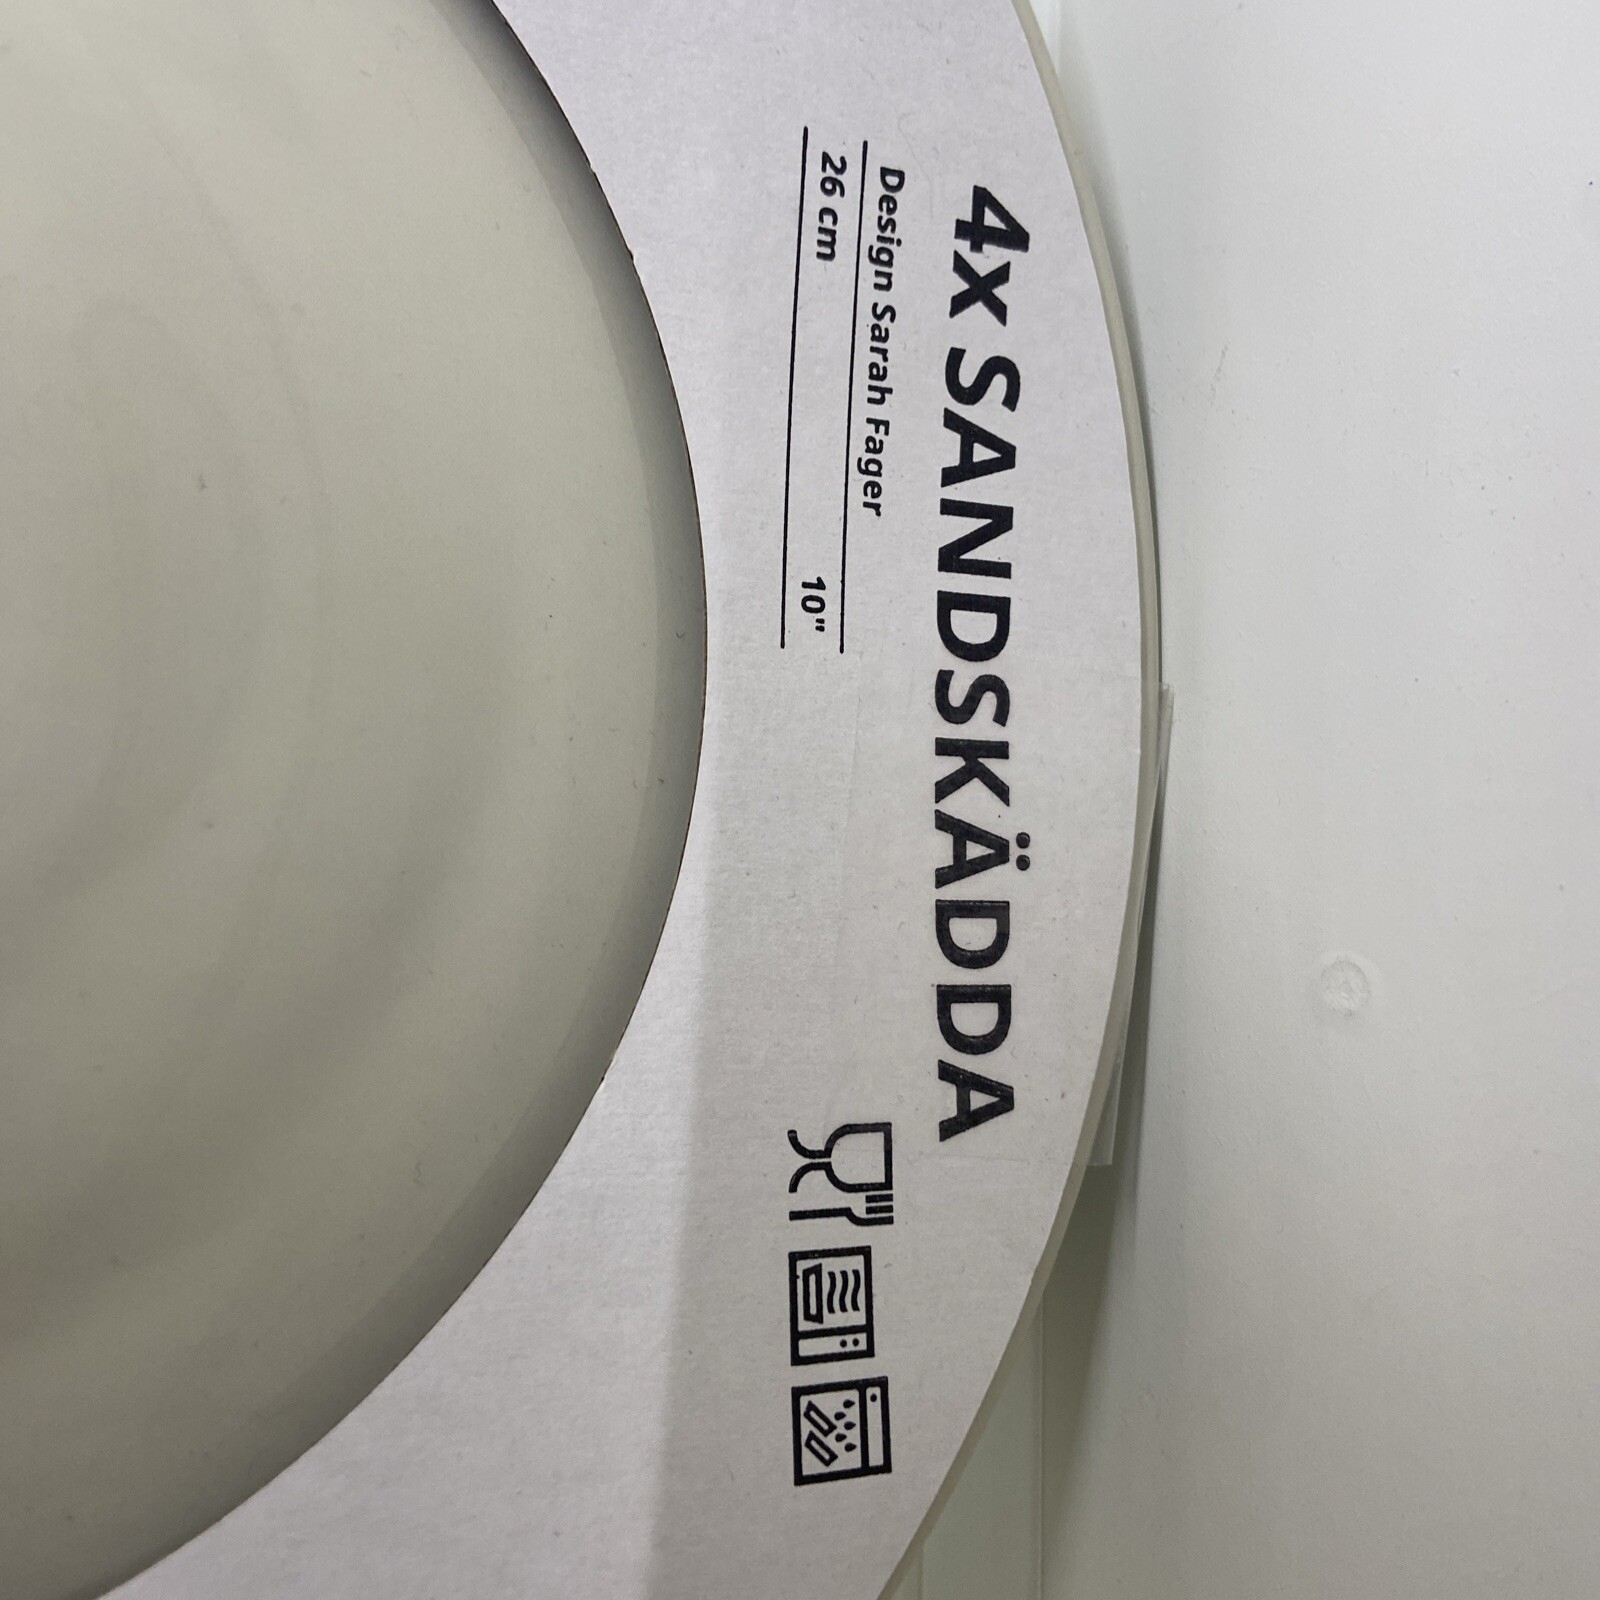 4x SANDSKÄDDA
Design Sarah Fager
26 cm 10"